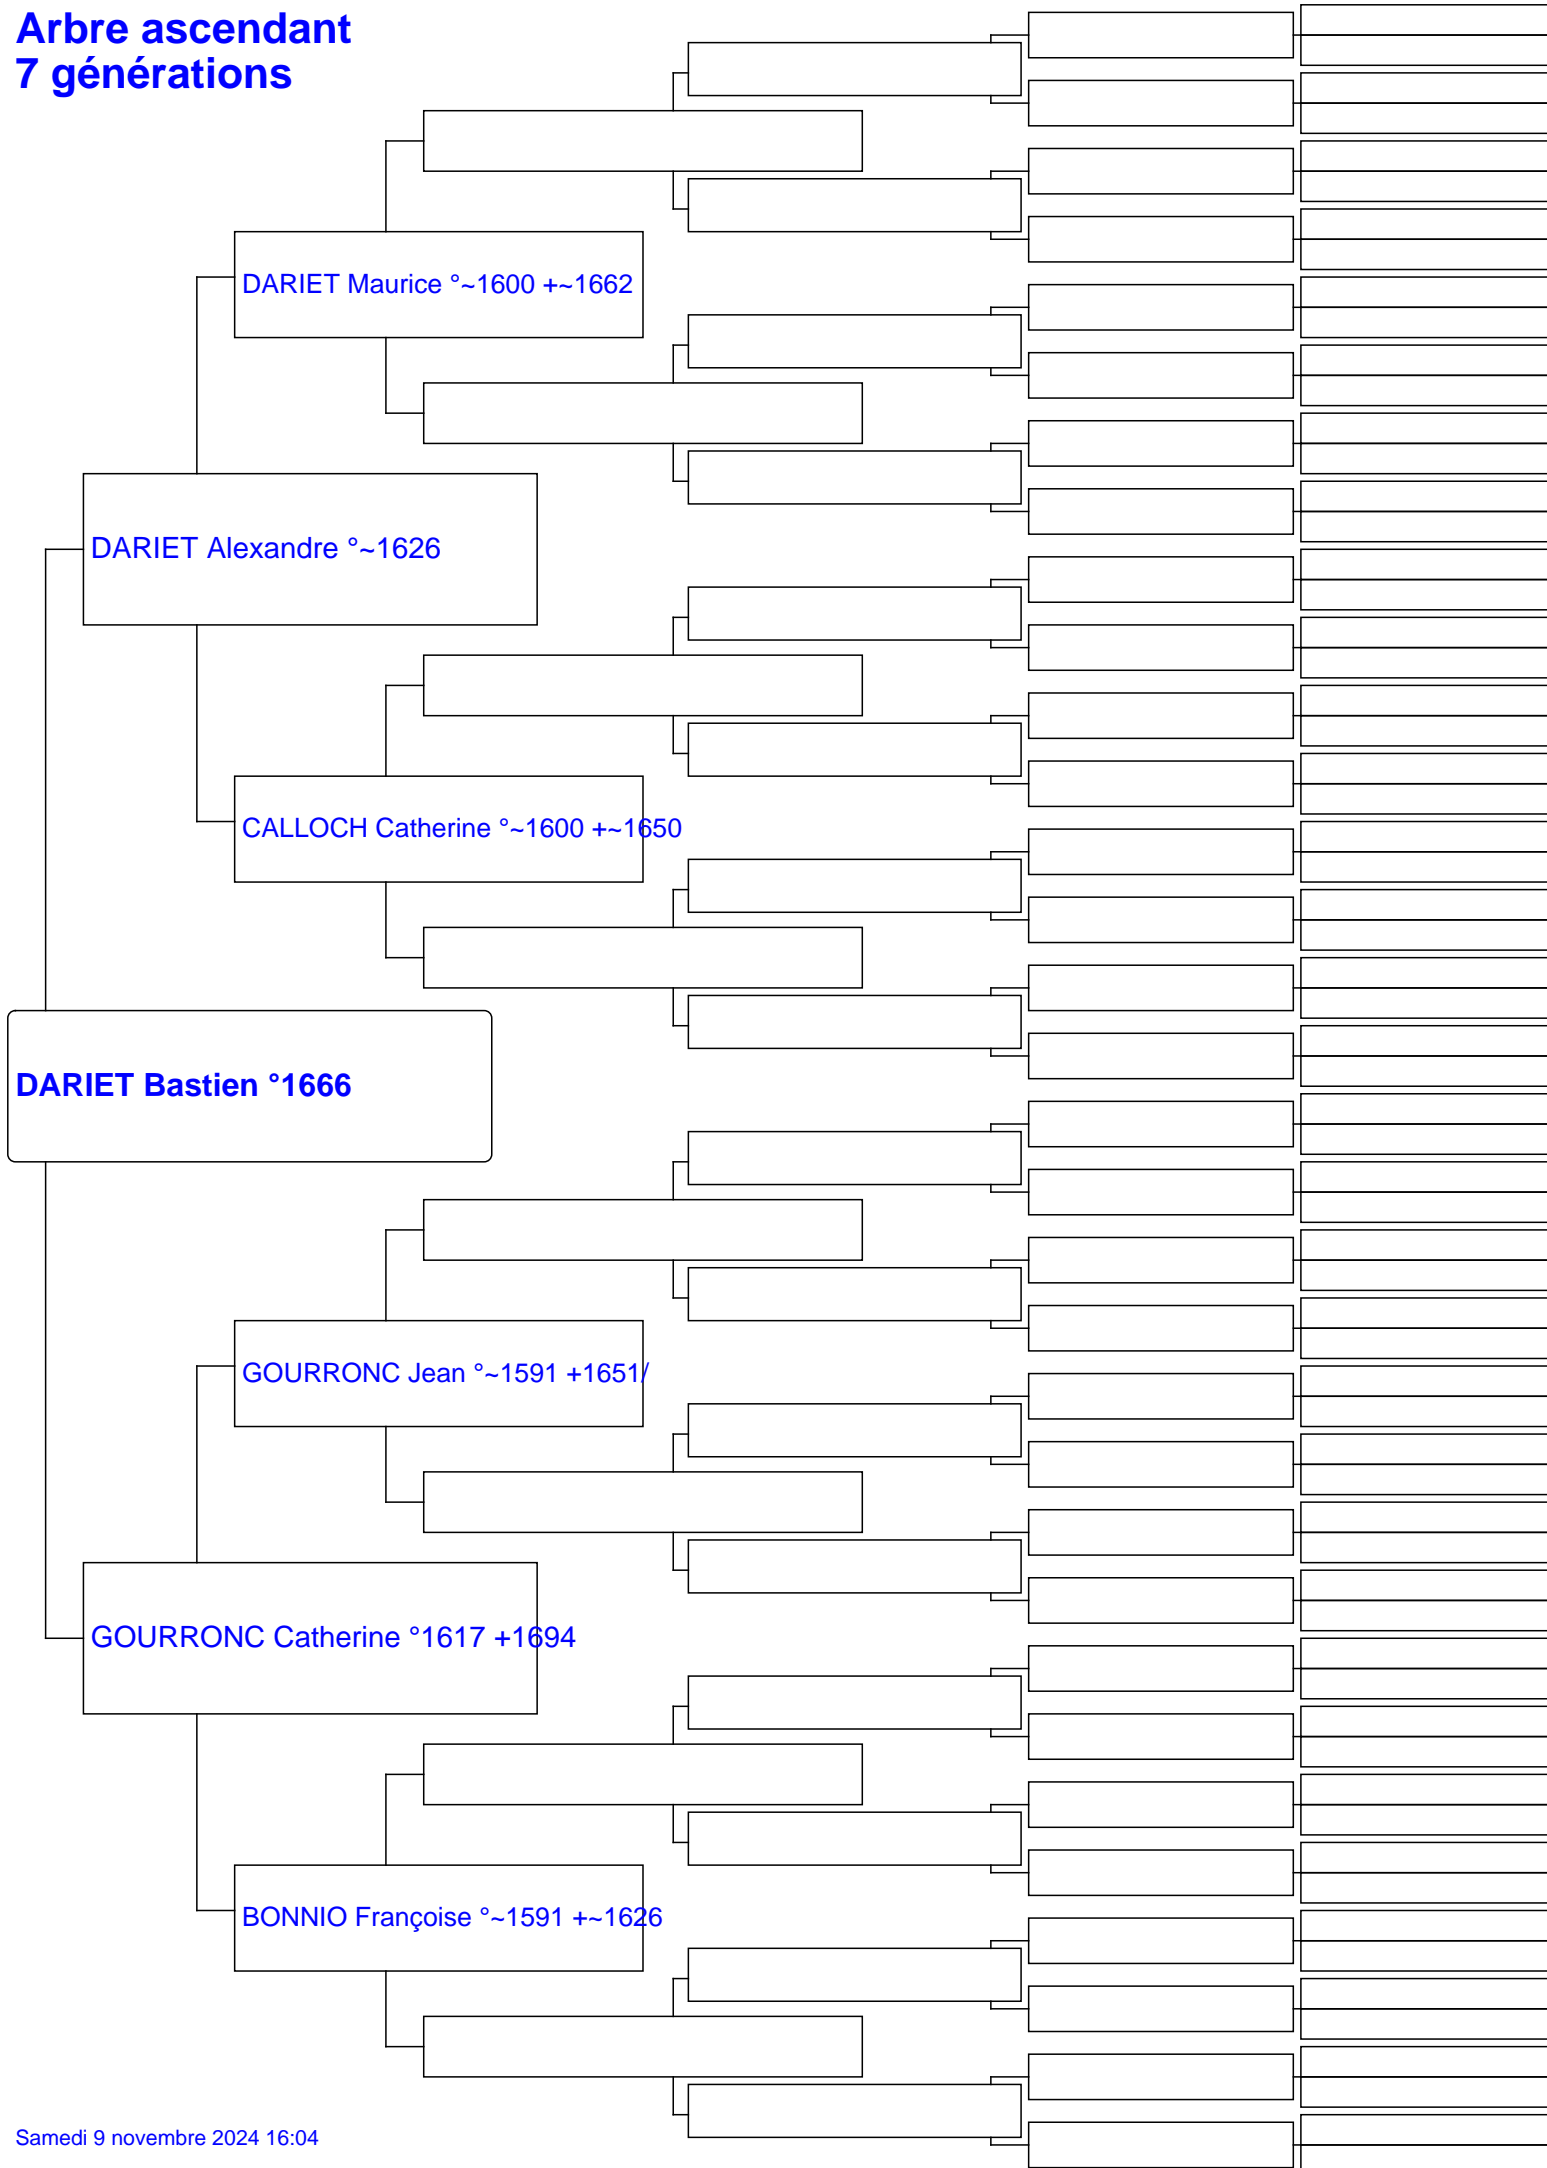 Arbre ascendant
7 générations
DARIET Maurice °~1600 +~1662
DARIET Alexandre °~1626
CALLOCH Catherine °~1600 +~1650
DARIET Bastien °1666
GOURRONC Jean °~1591 +1651/
GOURRONC Catherine °1617 +1694
BONNIO Françoise °~1591 +~1626
Samedi 9 novembre 2024 16:04